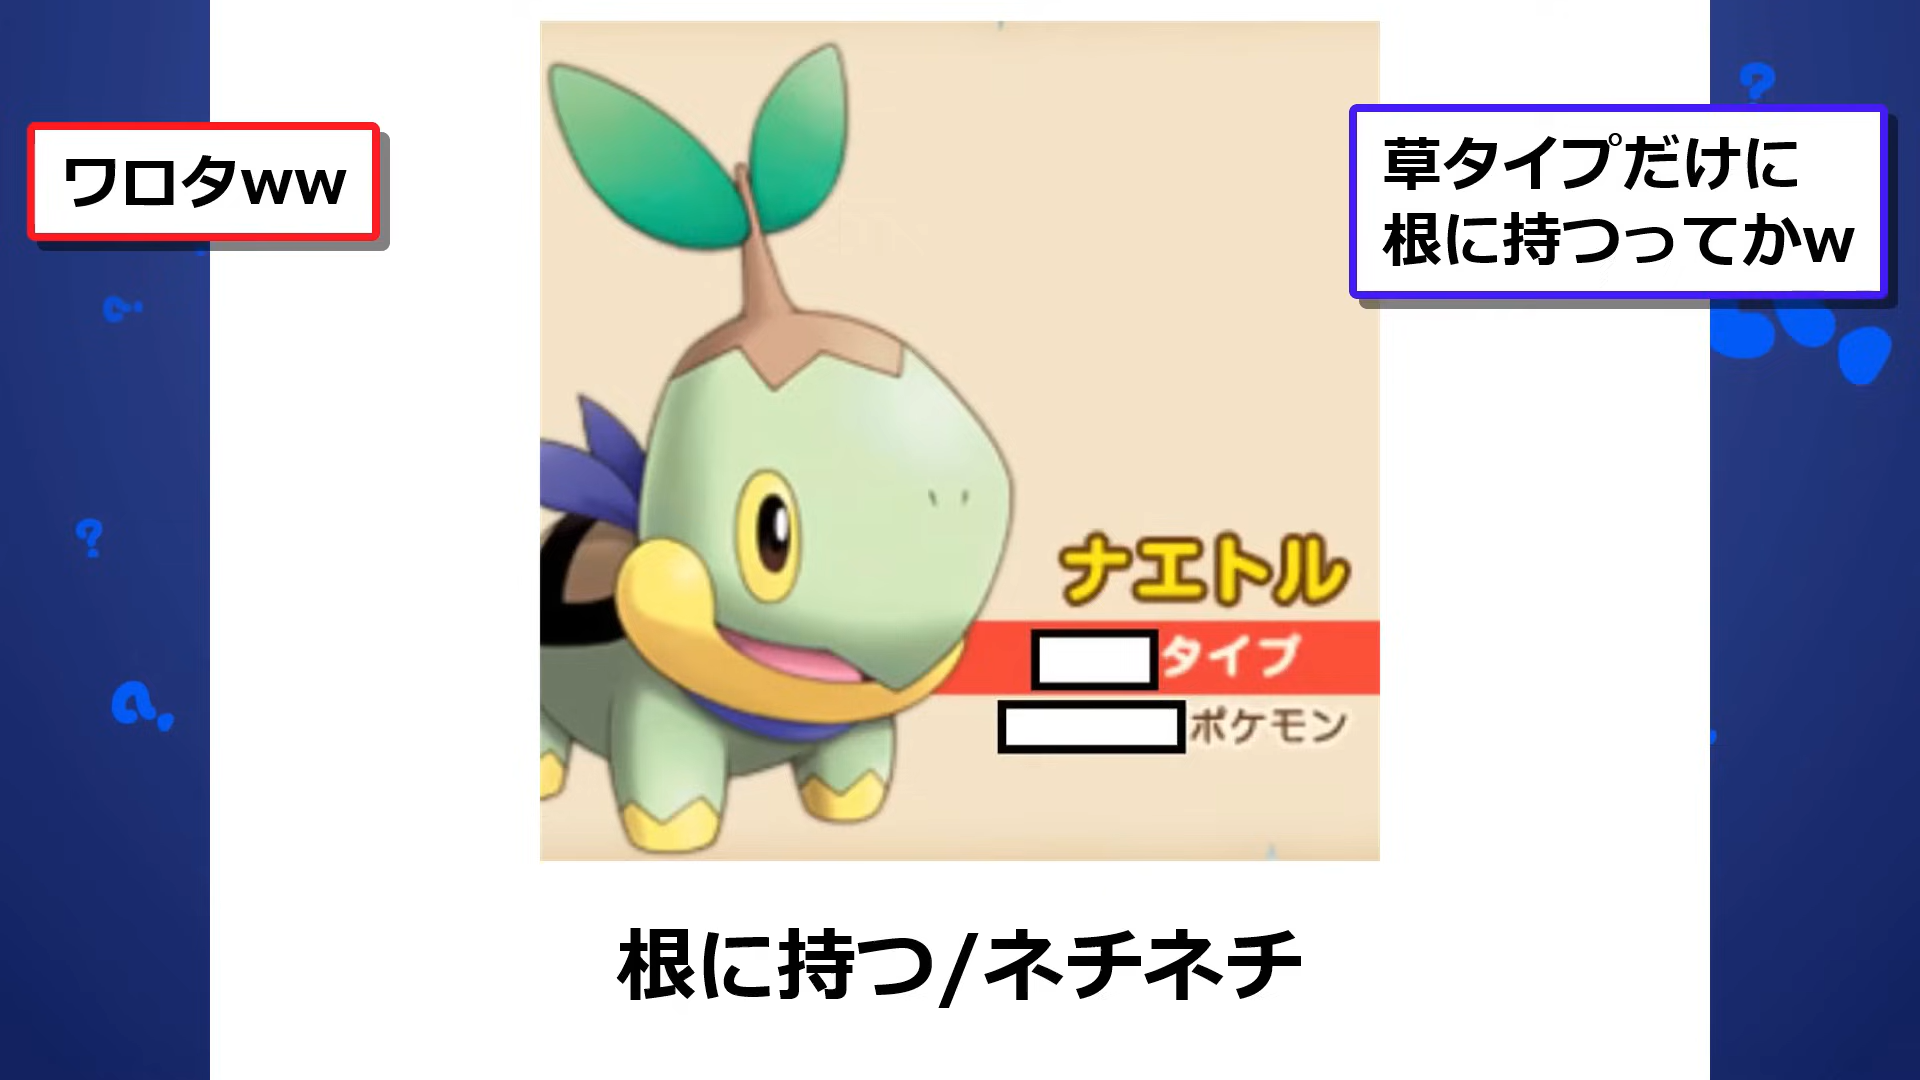 ワロタww
草タイプだけに
根に持つってかw
ナエトル
タイプ
ポケモン
根に持つ/ネチネチ